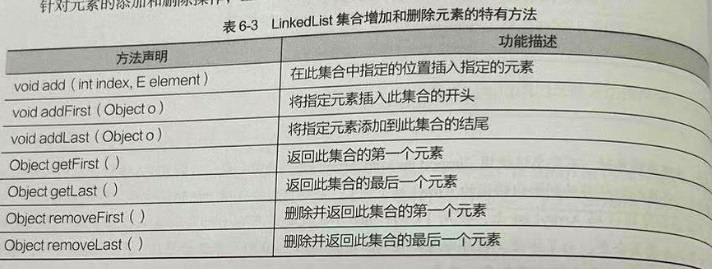 针对元素的添加和删除操作，
表 6-3 LinkedList 集合增加和删除元素的特有方法
方法声明 功能描述
void add（int index, E element） 在此集合中指定的位置插入指定的元素
void addFirst（Object o） 将指定元素插入此集合的开头
void addLast（Object o） 将指定元素添加到此集合的结尾
Object getFirst（） 返回此集合的第一个元素
Object getLast（） 返回此集合的最后一个元素
Object removeFirst（） 删除并返回此集合的第一个元素
Object removeLast（） 删除并返回此集合的最后一个元素